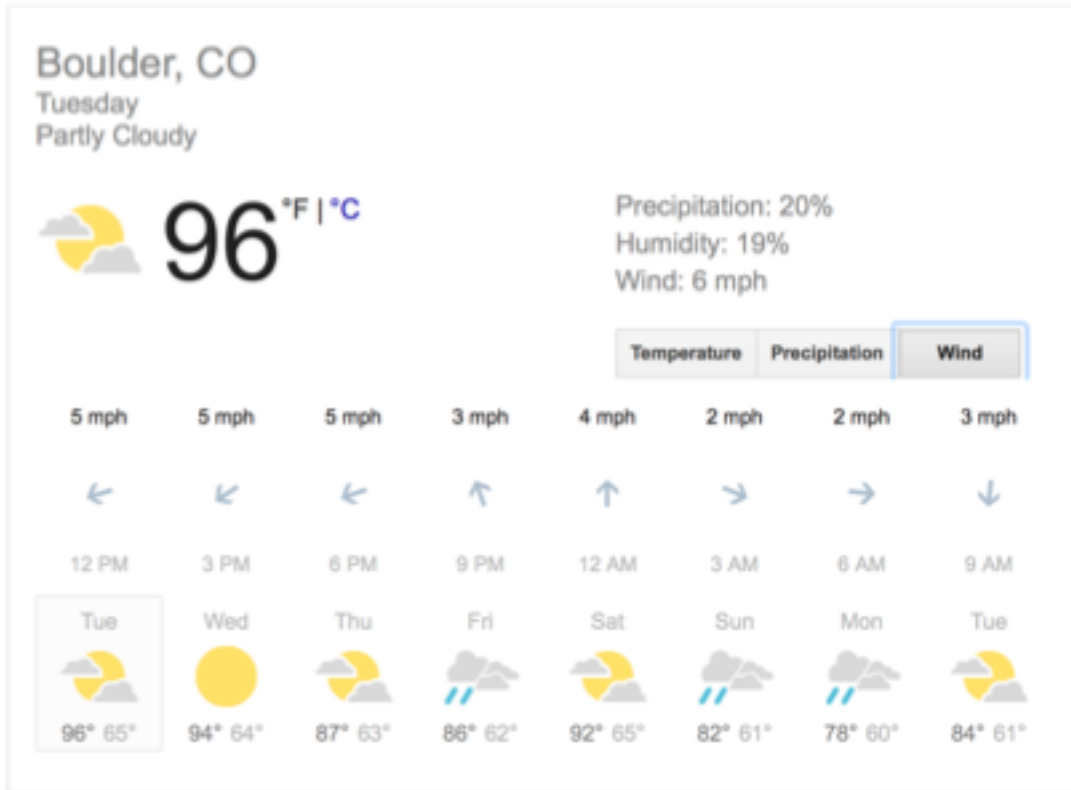 Boulder, CO
Tuesday
Partly Cloudy
96 °F | °C
Precipitation: 20%
Humidity: 19%
Wind: 6 mph
Temperature Precipitation Wind
5 mph 5 mph 5 mph 3 mph 4 mph 2 mph 2 mph 3 mph
12 PM 3 PM 6 PM 9 PM 12 AM 3 AM 6 AM 9 AM
Tue Wed Thu Fri Sat Sun Mon Tue
96° 65° 94° 64° 87° 63° 86° 62° 92° 65° 82° 61° 78° 60° 84° 61°